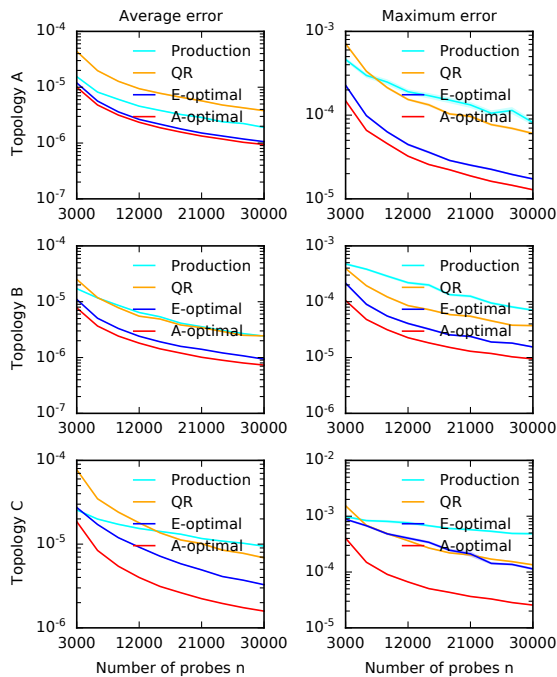 Average error
Maximum error
Topology A
10^-4
10^-5
10^-6
10^-7
3000 12000 21000 30000
Production
QR
E-optimal
A-optimal
10^-3
10^-4
10^-5
3000 12000 21000 30000
Production
QR
E-optimal
A-optimal
Topology B
10^-4
10^-5
10^-6
10^-7
3000 12000 21000 30000
Production
QR
E-optimal
A-optimal
10^-3
10^-4
10^-5
10^-6
3000 12000 21000 30000
Production
QR
E-optimal
A-optimal
Topology C
10^-4
10^-5
10^-6
3000 12000 21000 30000
Production
QR
E-optimal
A-optimal
Number of probes n
10^-2
10^-3
10^-4
10^-5
3000 12000 21000 30000
Production
QR
E-optimal
A-optimal
Number of probes n